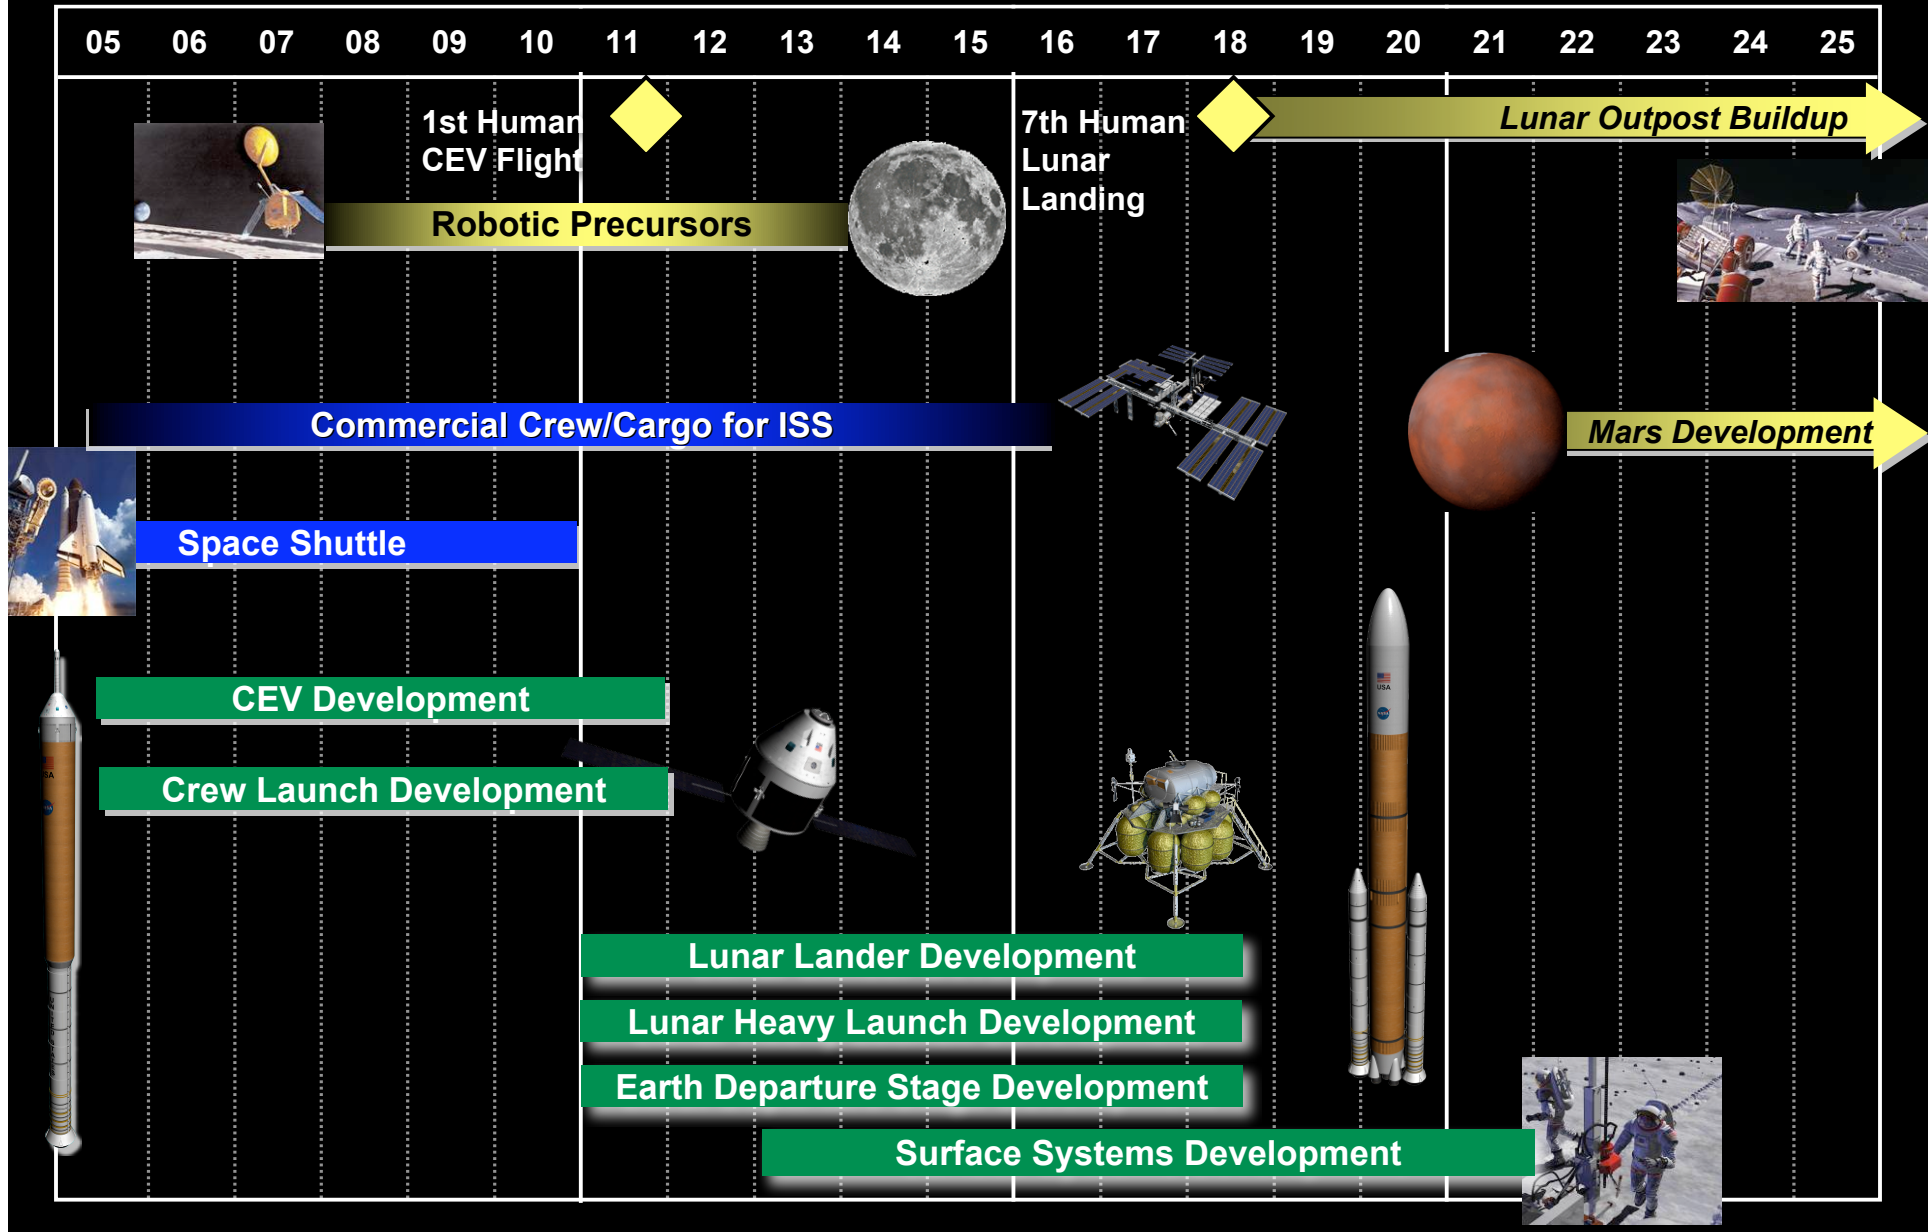 05 06 07 08 09 10 11 12 13 14 15 16 17 18 19 20 21 22 23 24 25
1st Human
CEV Flight
7th Human
Lunar
Landing
Lunar Outpost Buildup
Robotic Precursors
Commercial Crew/Cargo for ISS
Mars Development
Space Shuttle
USA
CEV Development
SA
Crew Launch Development
Lunar Lander Development
Lunar Heavy Launch Development
Earth Departure Stage Development
Surface Systems Development